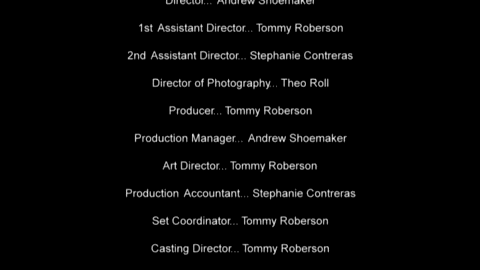 Director... Andrew Shoemaker
1st Assistant Director... Tommy Roberson
2nd Assistant Director... Stephanie Contreras
Director of Photography... Theo Roll
Producer... Tommy Roberson
Production Manager... Andrew Shoemaker
Art Director... Tommy Roberson
Production Accountant... Stephanie Contreras
Set Coordinator... Tommy Roberson
Casting Director... Tommy Roberson